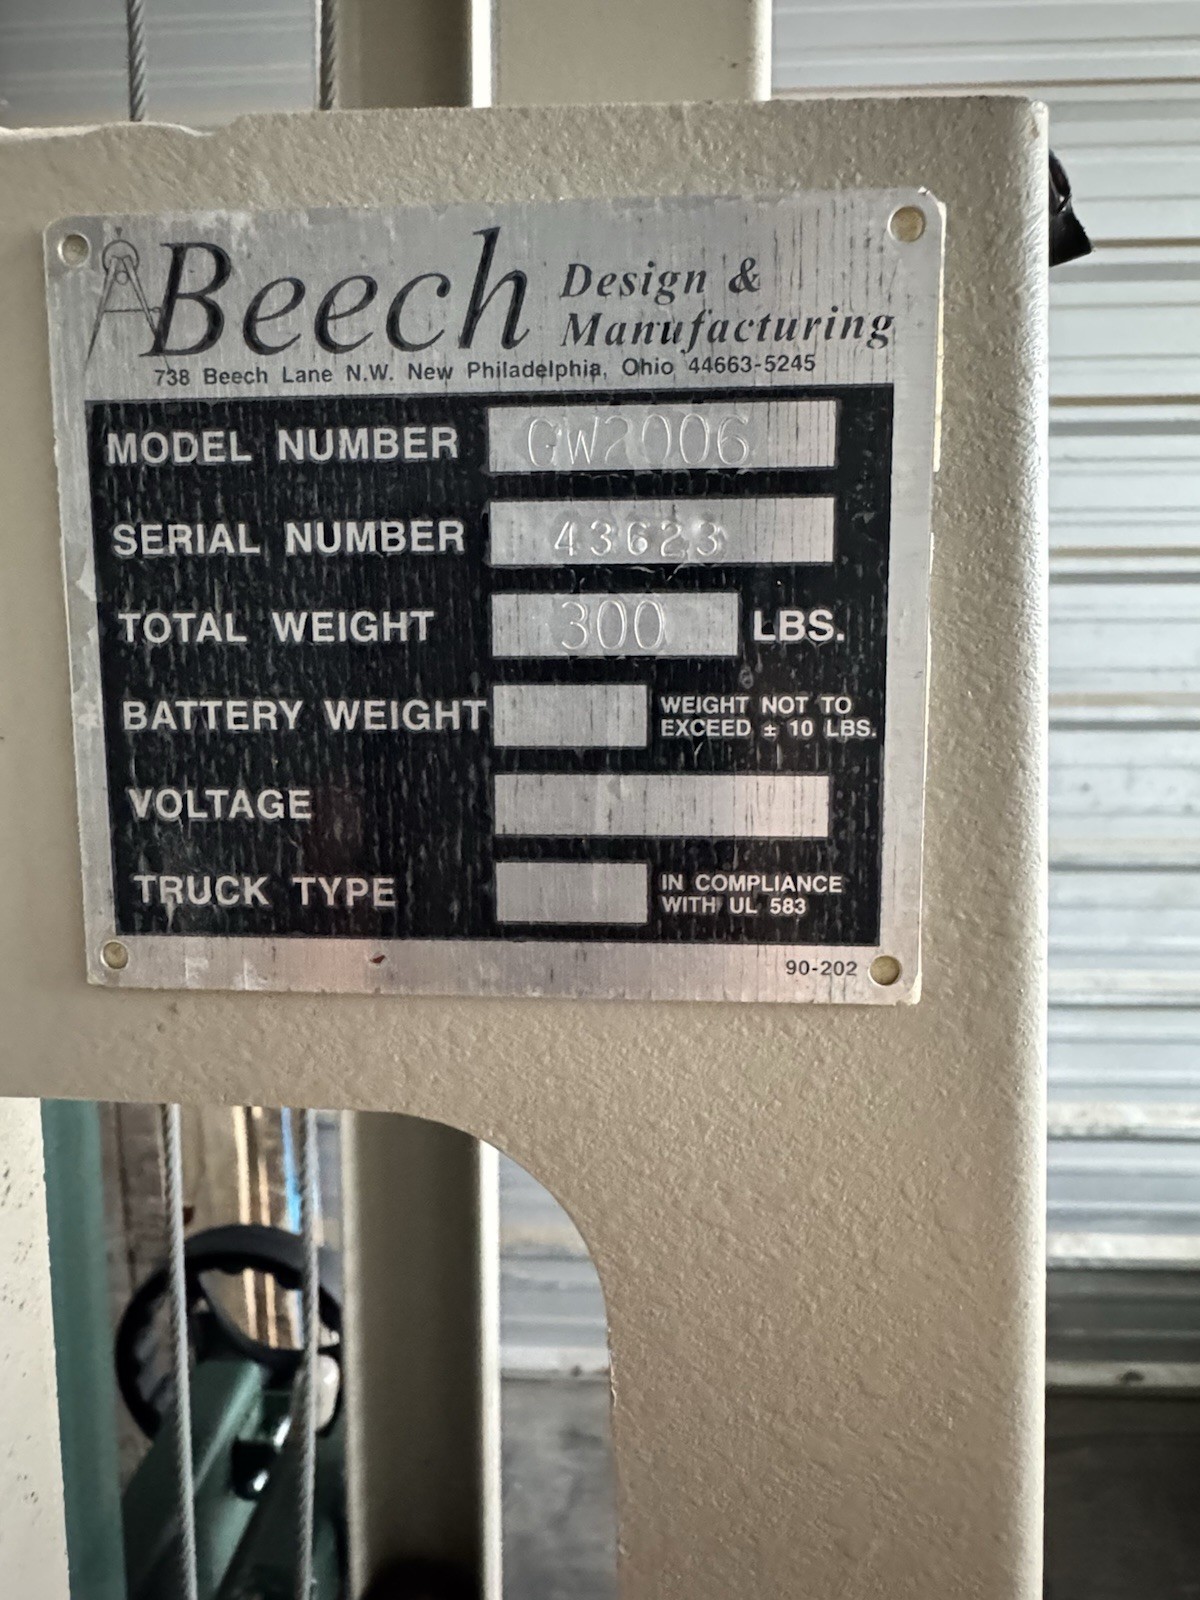 Beech Design &
Manufacturing
738 Beech Lane N.W. New Philadelphia, Ohio 44663-5245
MODEL NUMBER GW2006
SERIAL NUMBER 43623
TOTAL WEIGHT 300 LBS.
BATTERY WEIGHT WEIGHT NOT TO
EXCEED ± 10 LBS.
VOLTAGE
TRUCK TYPE IN COMPLIANCE
WITH UL 583
90-202